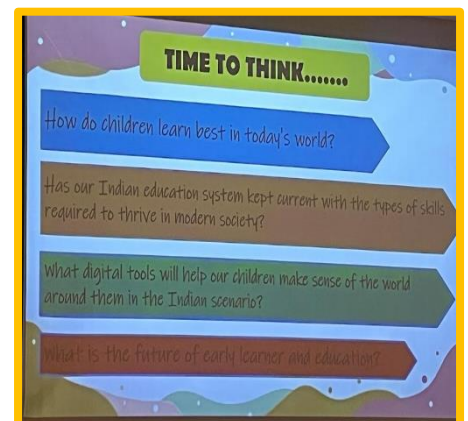 TIME TO THINK.......
How do children learn best in today's world?
Has our Indian education system kept current with the types of skills
required to thrive in modern society?
What digital tools will help our children make sense of the world
around them in the Indian scenario?
What is the future of early learner and education?